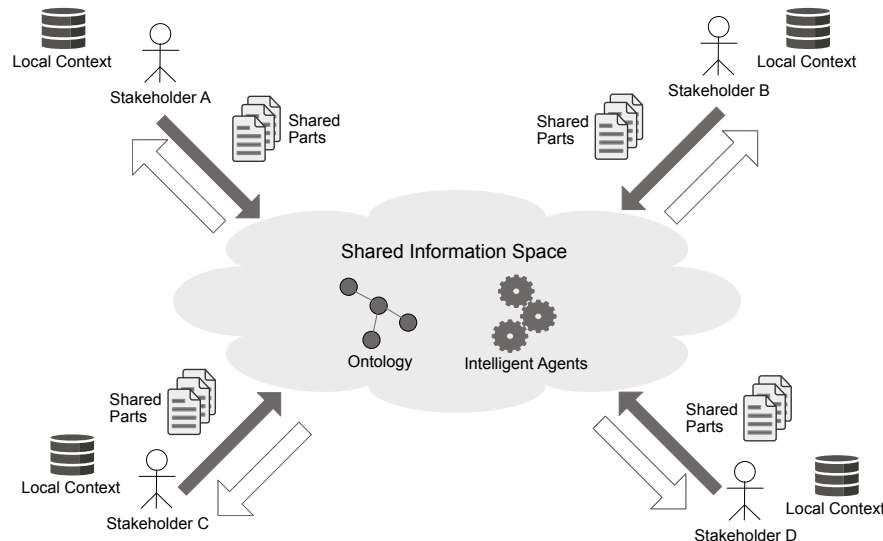 Local Context
Stakeholder A
Shared
Parts
Stakeholder B
Local Context
Shared
Parts
Shared Information Space
Ontology
Intelligent Agents
Shared
Parts
Local Context
Stakeholder C
Shared
Parts
Local Context
Stakeholder D